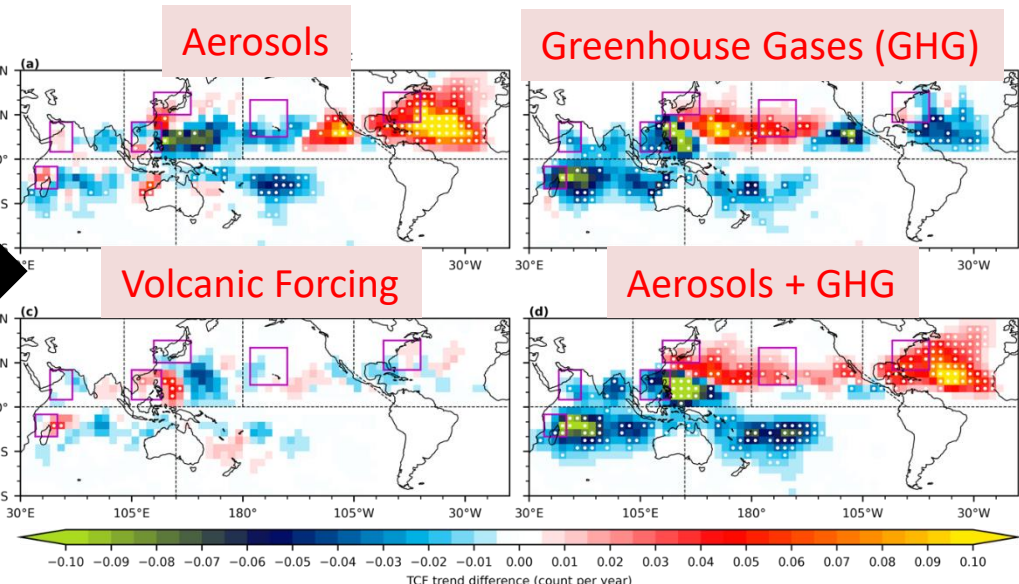 Aerosols
Greenhouse Gases (GHG)
(a)
N
N
0°
S
S
S
S
°E
30°W
30°E
30°W
Volcanic Forcing
Aerosols + GHG
(c)
(d)
N
N
0°
S
S
30°E 105°E 180° 105°W 30°E 105°E 180° 105°W 30°W
−0.10 −0.09 −0.08 −0.07 −0.06 −0.05 −0.04 −0.03 −0.02 −0.01 0.00 0.01 0.02 0.03 0.04 0.05 0.06 0.07 0.08 0.09 0.10
TCF trend difference (count per year)